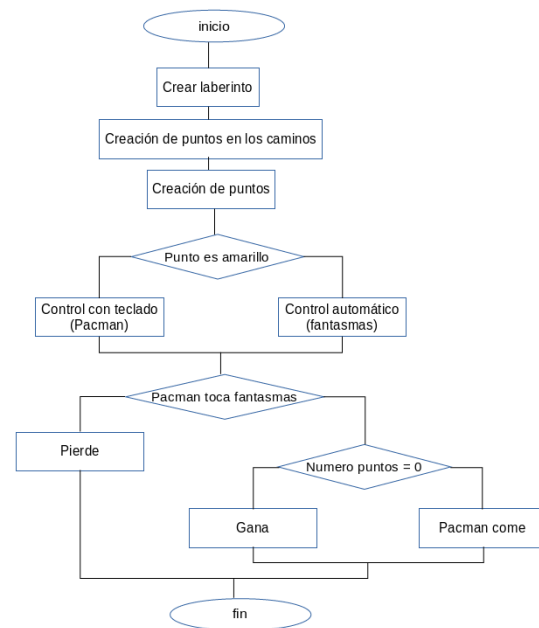 inicio
Crear laberinto
Creación de puntos en los caminos
Creación de puntos
Punto es amarillo
Control con teclado
(Pacman)
Control automático
(fantasmas)
Pacman toca fantasmas
Pierde
Numero puntos = 0
Gana
Pacman come
fin